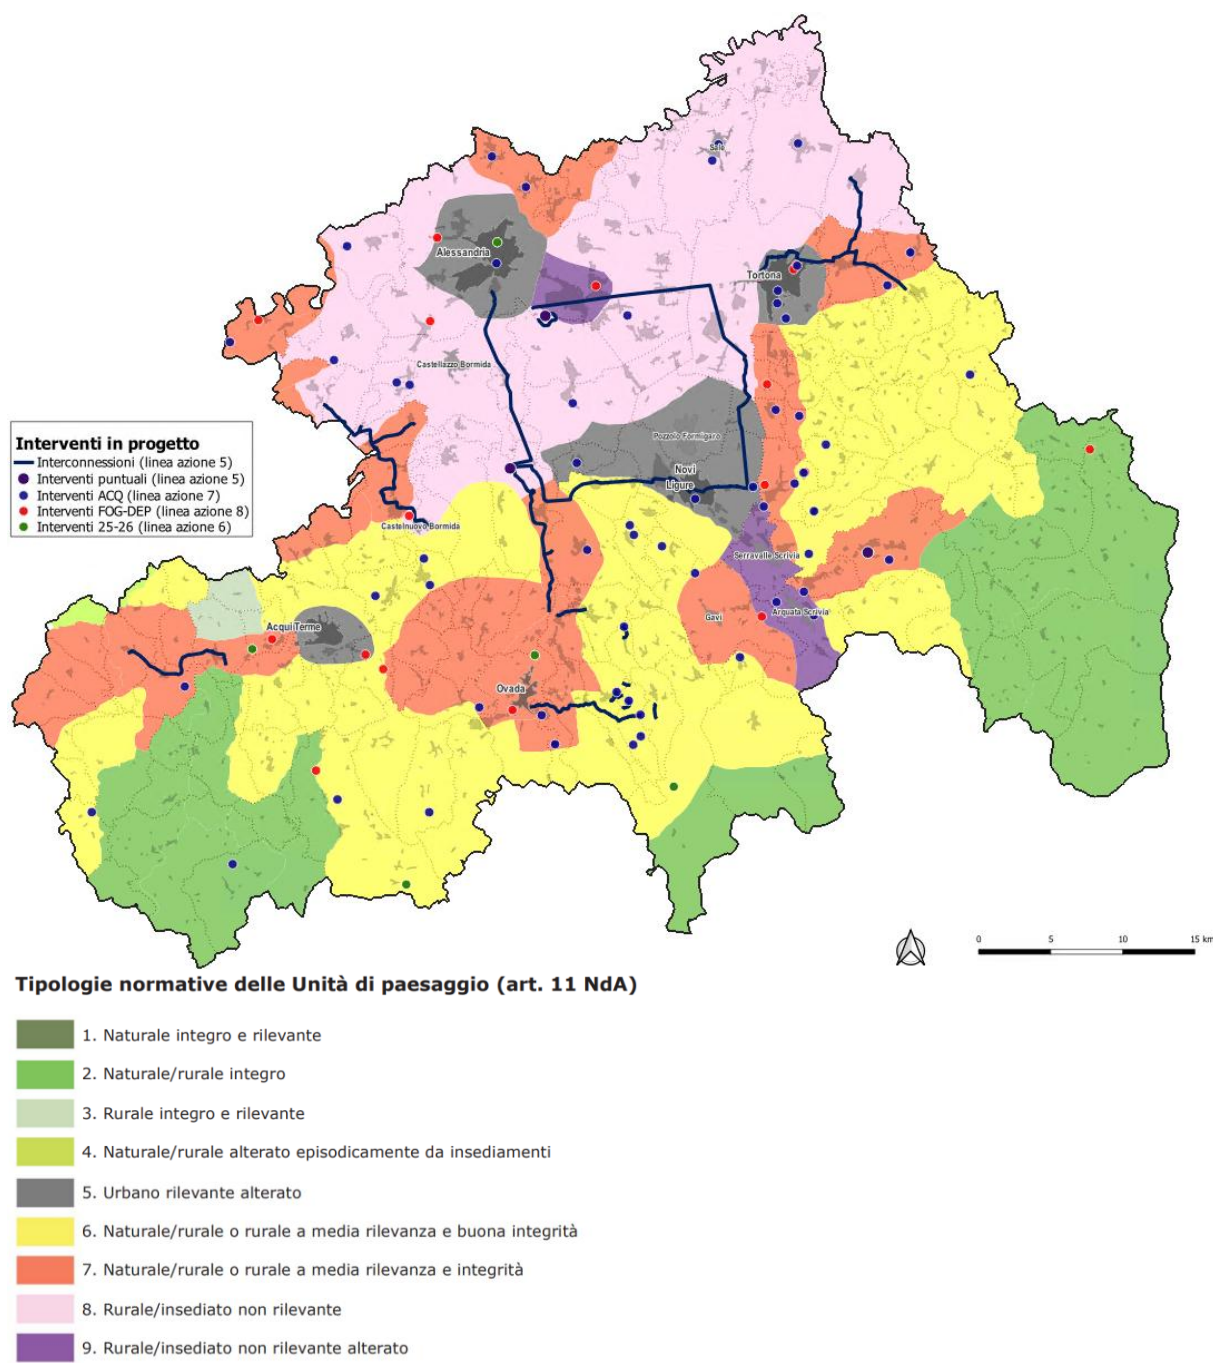 Sale
Alessandria
Tortona
Castellazzo Bormida
Pozzolo Formigaro
Novi
Ligure
Interventi in progetto
Interconnessioni (linea azione 5)
Interventi puntuali (linea azione 5)
Interventi ACQ (linea azione 7)
Interventi FOG-DEP (linea azione 8)
Interventi 25-26 (linea azione 6)
Castelnuovo Bormida
Serravalle Scrivia
Arquata Scrivia
Gavi
AcquiTerme
Ovada
0 5 10 15 km
Tipologie normative delle Unità di paesaggio (art. 11 NdA)
1. Naturale integro e rilevante
2. Naturale/rurale integro
3. Rurale integro e rilevante
4. Naturale/rurale alterato episodicamente da insediamenti
5. Urbano rilevante alterato
6. Naturale/rurale o rurale a media rilevanza e buona integrità
7. Naturale/rurale o rurale a media rilevanza e integrità
8. Rurale/insediato non rilevante
9. Rurale/insediato non rilevante alterato